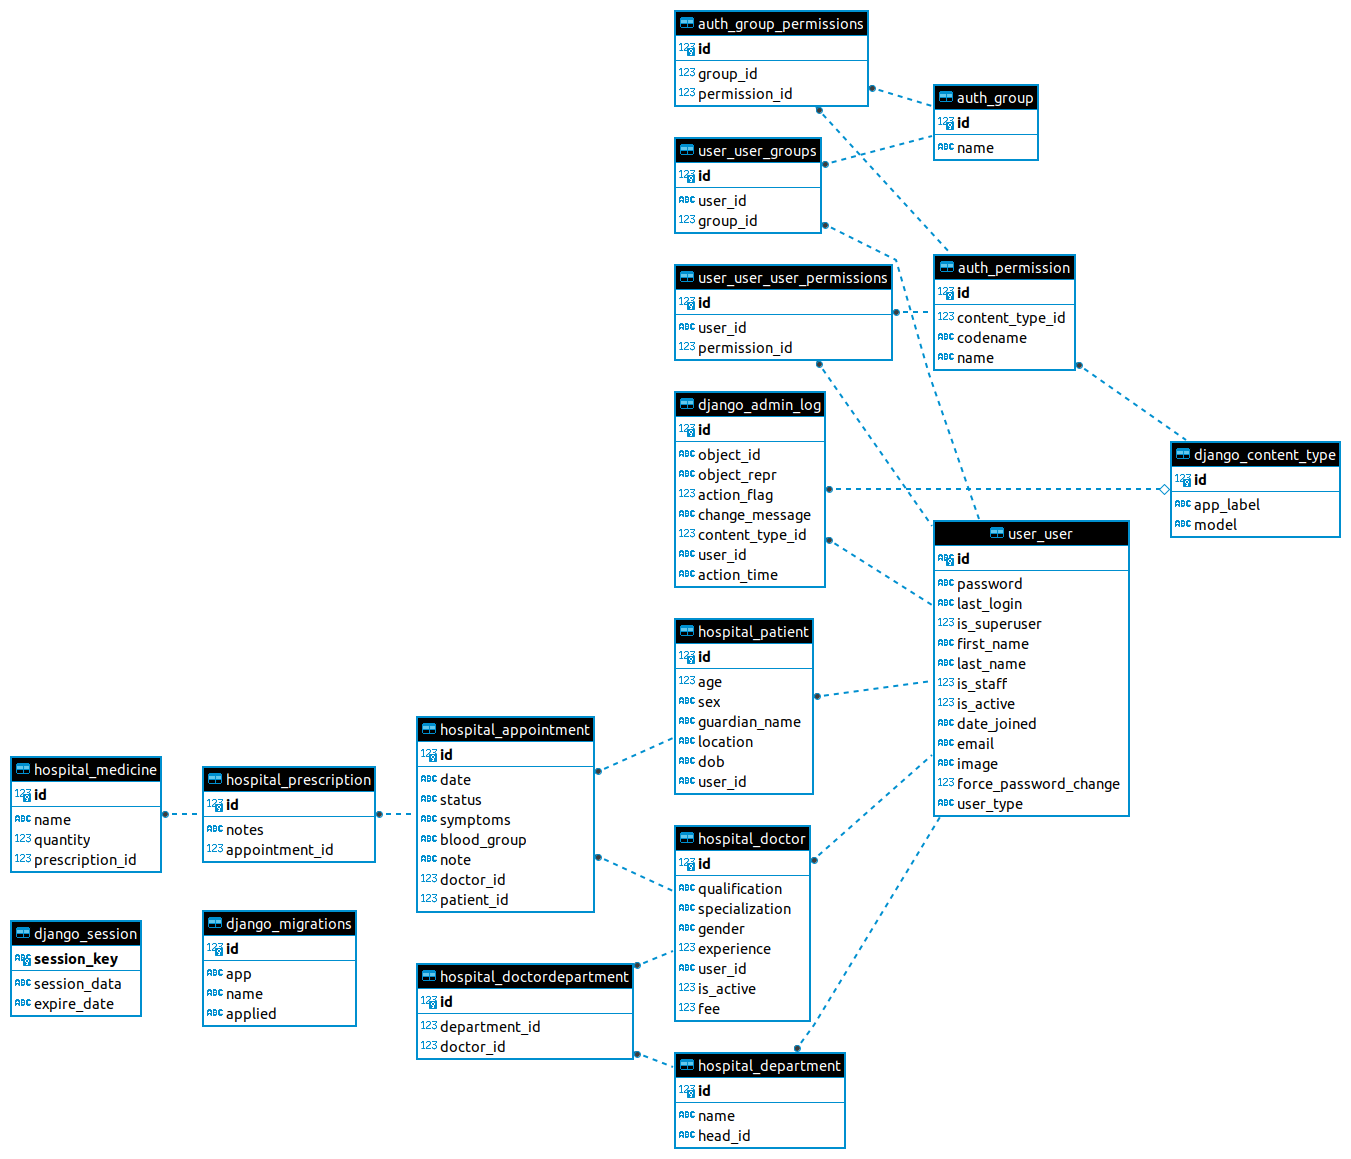 auth_group_permissions
123 id
123 group_id
123 permission_id
auth_group
123 id
ABC name
user_user_groups
123 id
ABC user_id
123 group_id
auth_permission
123 id
123 content_type_id
ABC codename
ABC name
user_user_user_permissions
123 id
ABC user_id
123 permission_id
django_admin_log
123 id
ABC object_id
ABC object_repr
123 action_flag
ABC change_message
123 content_type_id
ABC user_id
ABC action_time
django_content_type
123 id
ABC app_label
ABC model
user_user
ABC id
ABC password
ABC last_login
123 is_superuser
ABC first_name
ABC last_name
123 is_staff
123 is_active
ABC date_joined
ABC email
ABC image
123 force_password_change
ABC user_type
hospital_patient
123 id
123 age
ABC sex
ABC guardian_name
ABC location
ABC dob
ABC user_id
hospital_appointment
123 id
ABC date
ABC status
ABC symptoms
ABC blood_group
ABC note
123 doctor_id
123 patient_id
hospital_medicine
123 id
ABC name
123 quantity
123 prescription_id
hospital_prescription
123 id
ABC notes
123 appointment_id
hospital_doctor
123 id
ABC qualification
ABC specialization
ABC gender
123 experience
ABC user_id
123 is_active
123 fee
django_session
ABC session_key
ABC session_data
ABC expire_date
django_migrations
123 id
ABC app
ABC name
ABC applied
hospital_doctordepartment
123 id
123 department_id
123 doctor_id
hospital_department
123 id
ABC name
ABC head_id